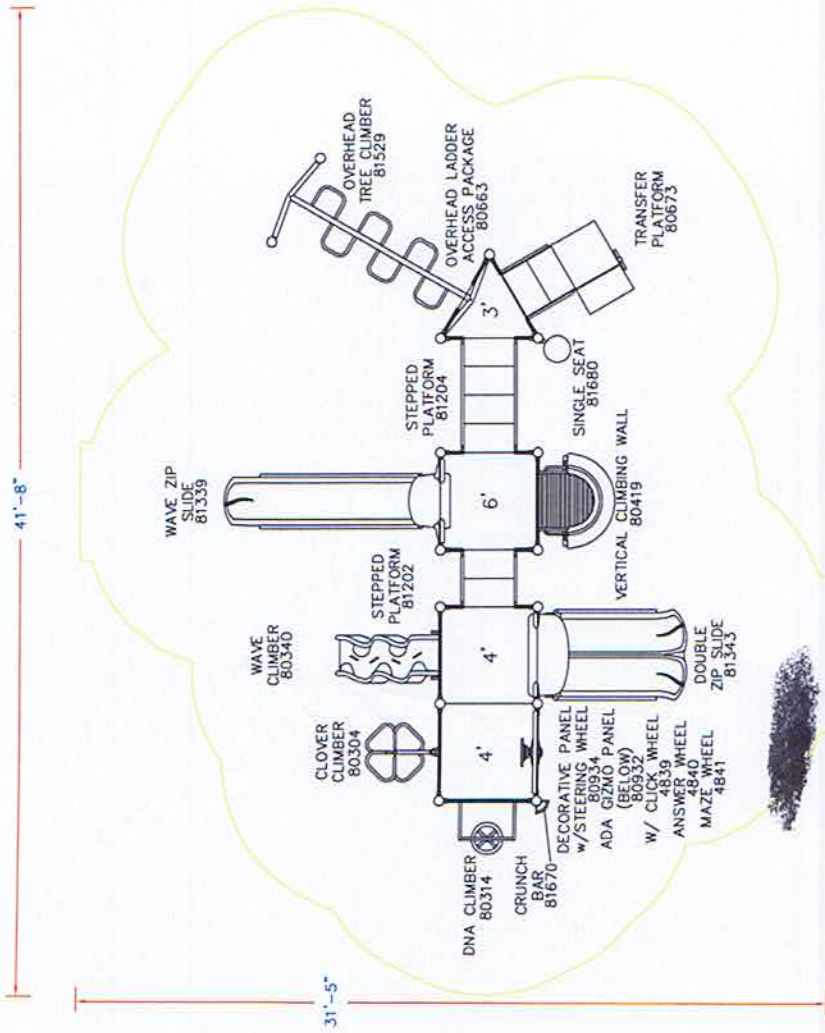 41'-8"
31'-5"
WAVE ZIP
SLIDE
81339
OVERHEAD
TREE CLIMBER
81529
OVERHEAD LADDER
ACCESS PACKAGE
80663
TRANSFER
PLATFORM
80673
3'
STEPPED
PLATFORM
81204
SINGLE SEAT
81680
6'
VERTICAL CLIMBING WALL
80419
STEPPED
PLATFORM
81202
WAVE
CLIMBER
80340
4'
DOUBLE
ZIP SLIDE
81343
CLOVER
CLIMBER
80304
4'
DECORATIVE PANEL
w/STEERING WHEEL
80934
ADA GIZMO PANEL
(BELOW)
80932
W/ CLICK WHEEL
4839
ANSWER WHEEL
4840
MAZE WHEEL
4841
DNA CLIMBER
80314
CRUNCH
BAR
81670